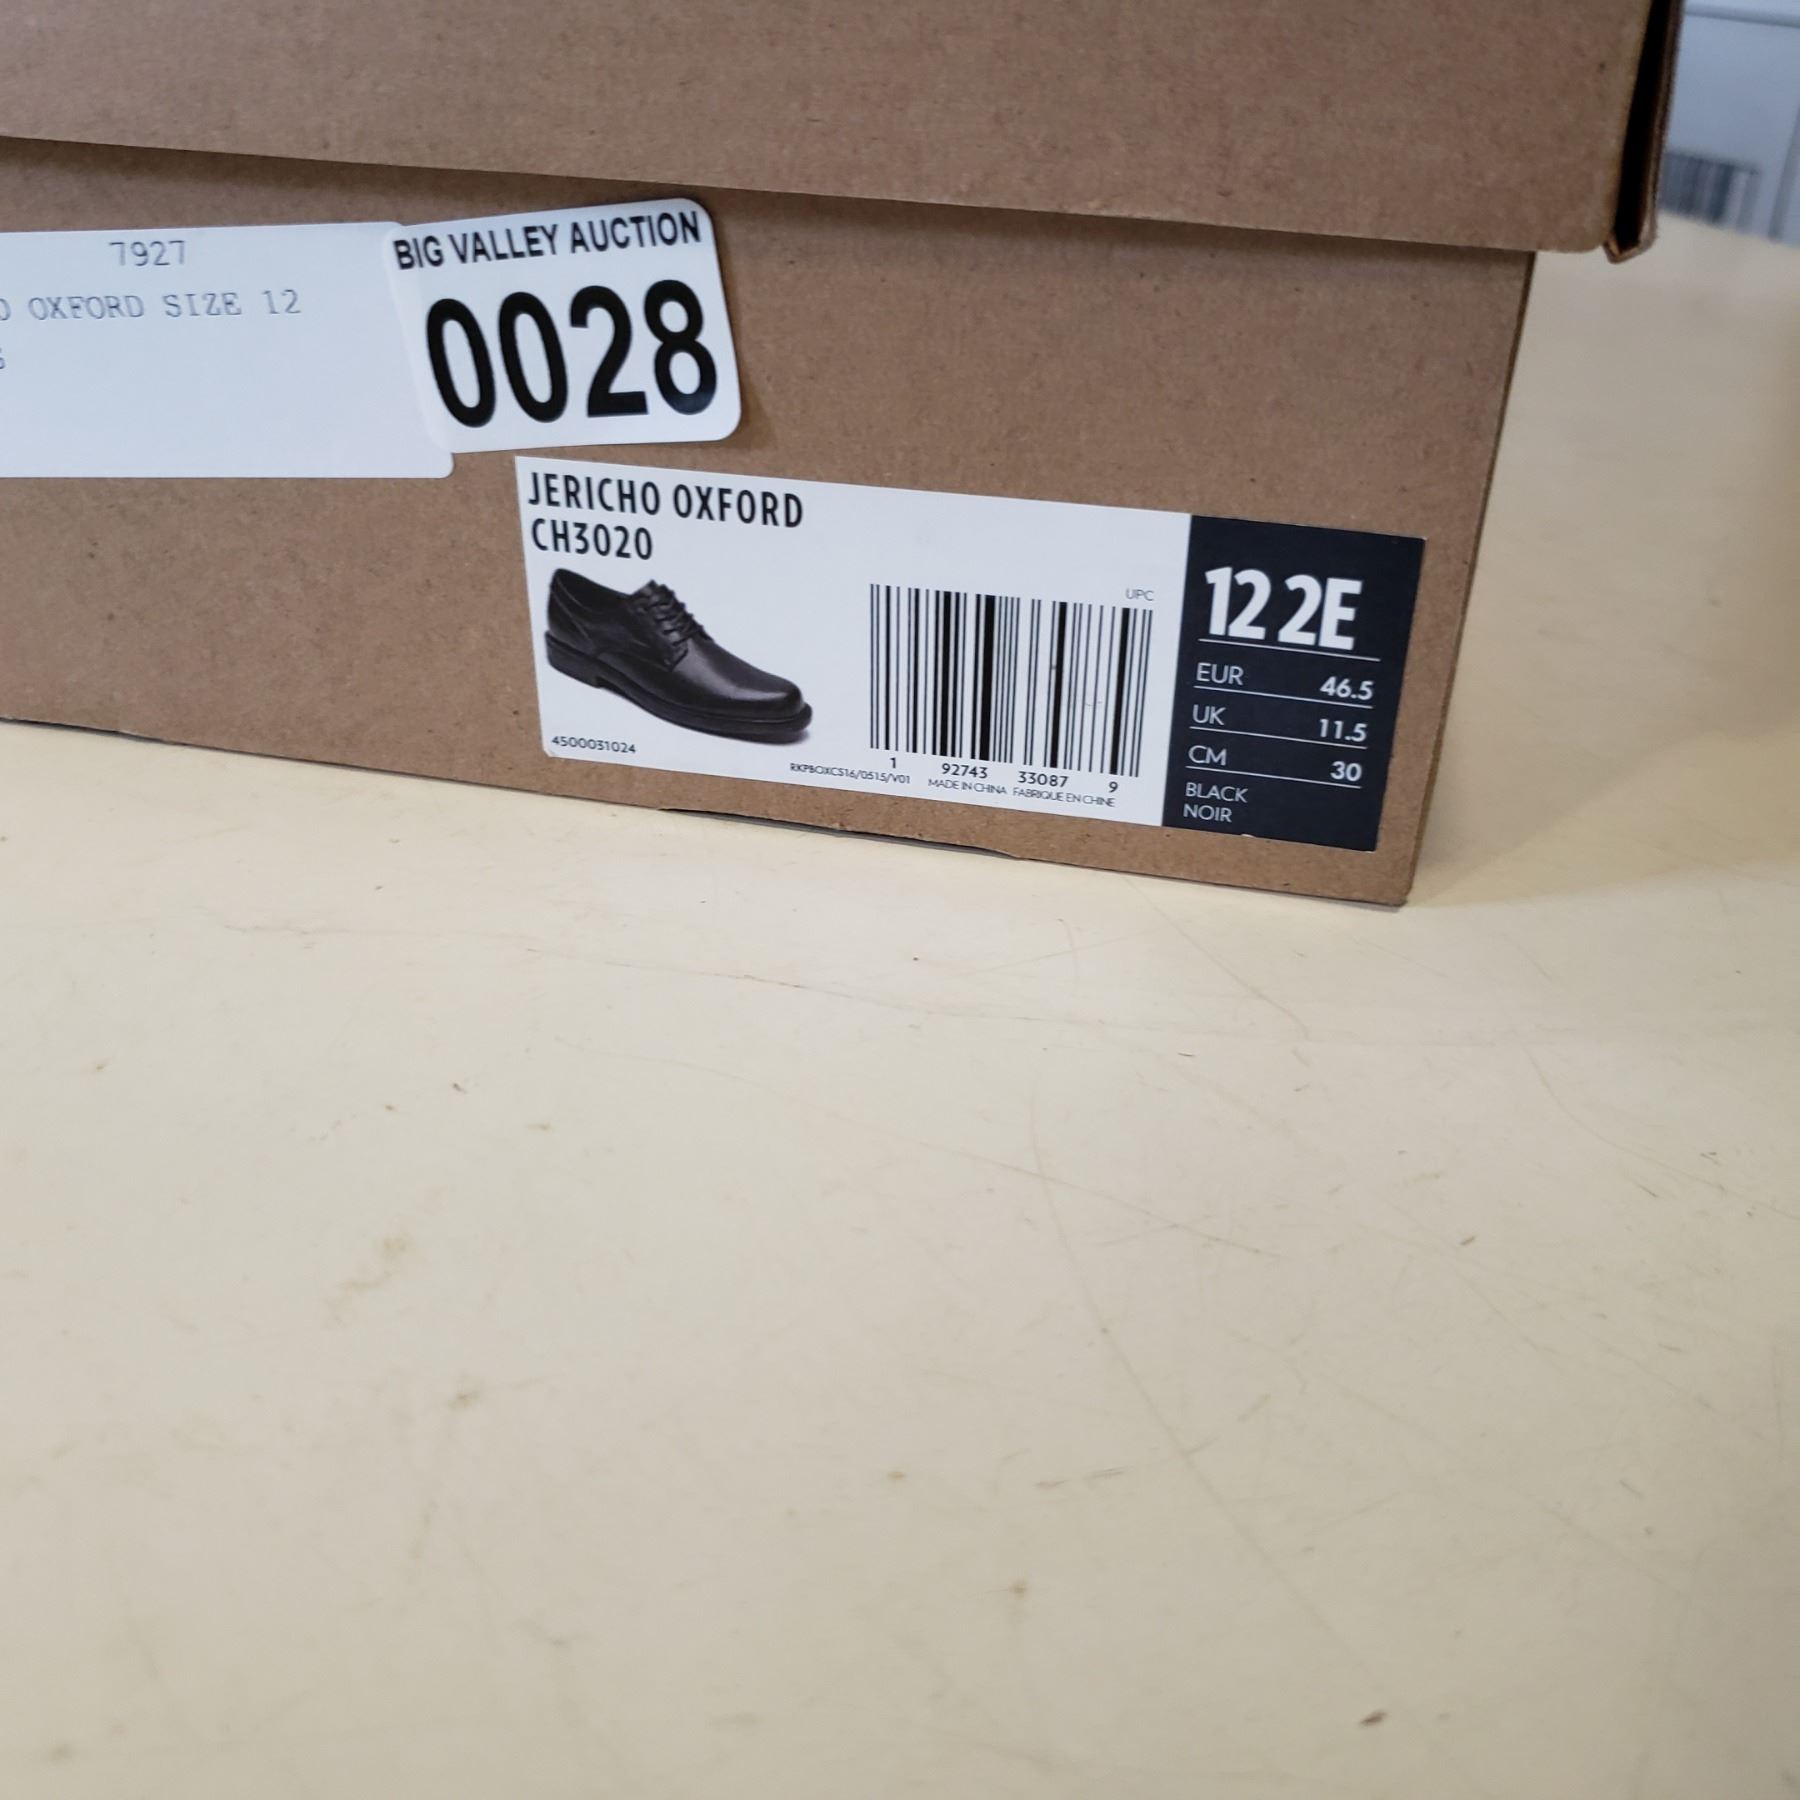 7927
OXFORD SIZE 12
BIG VALLEY AUCTION
0028
JERICHO OXFORD
CH3020
4500031024
UPC
1 92743 33087 9
RKPBOXCS16/0515/V01 MADE IN CHINA FABRIQUE EN CHINE
12 2E
EUR 46.5
UK 11.5
CM 30
BLACK
NOIR